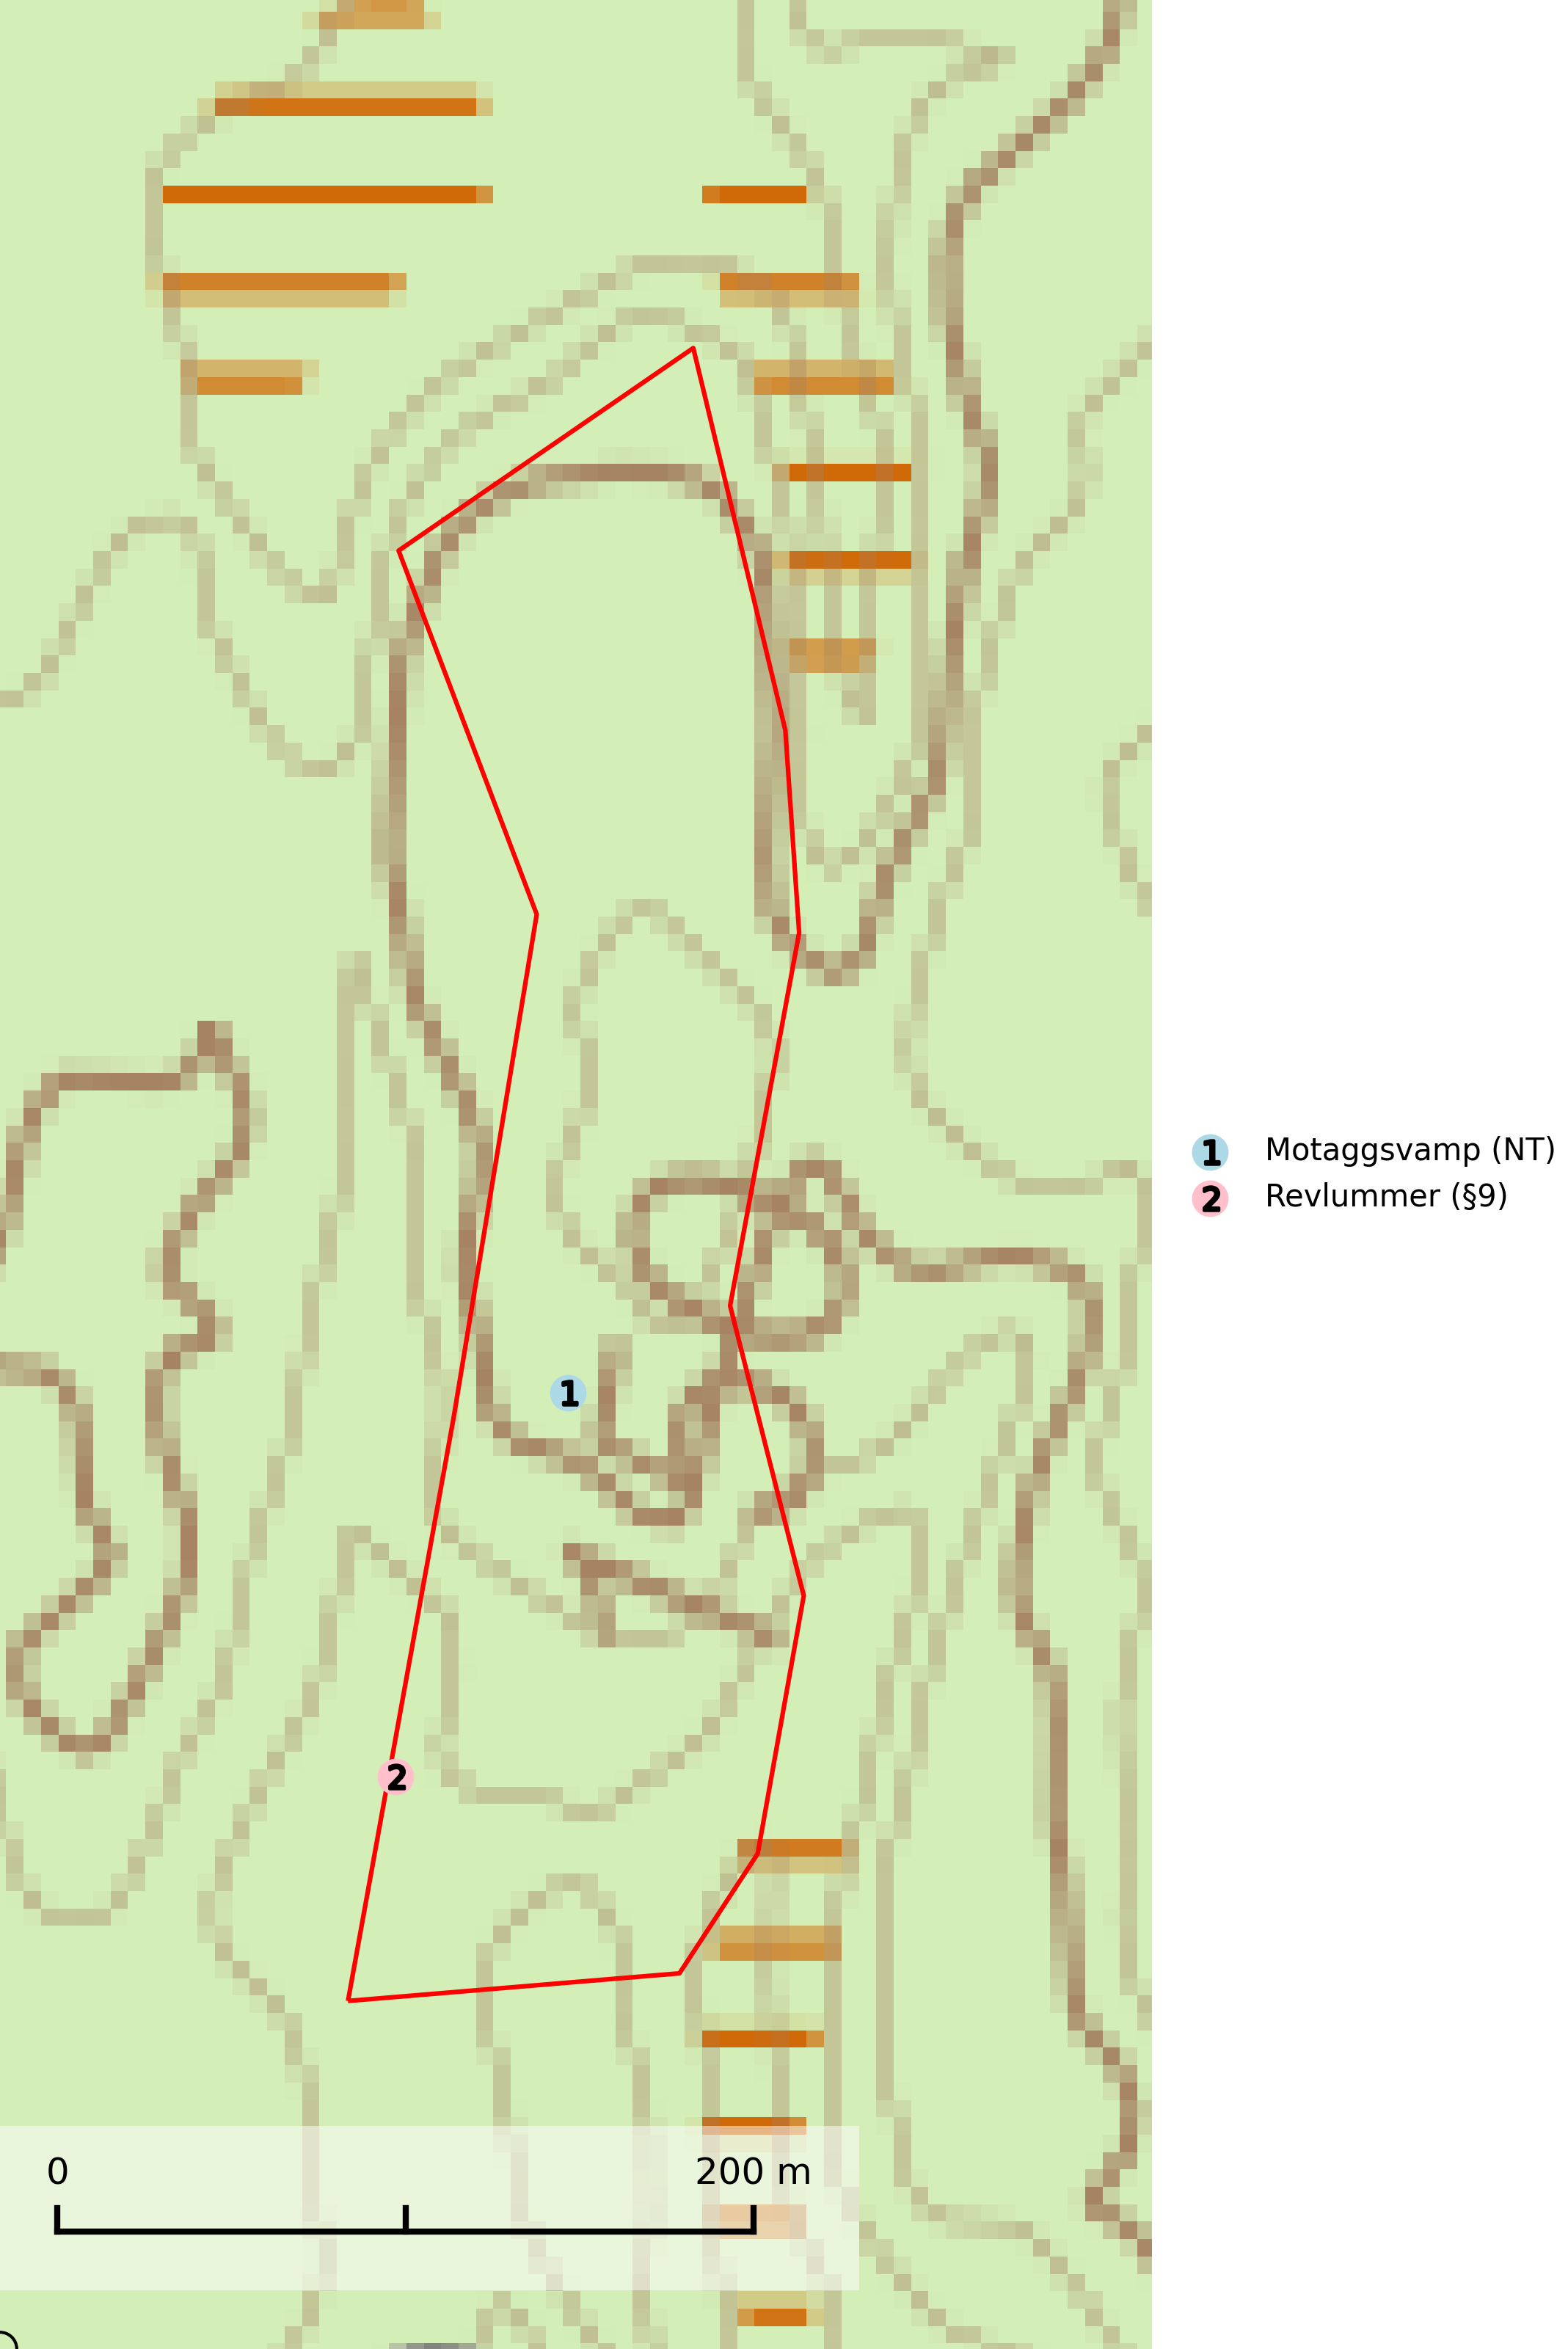 1 Motaggsvamp (NT)
2 Revlummer (§9)
1
2
0 200 m